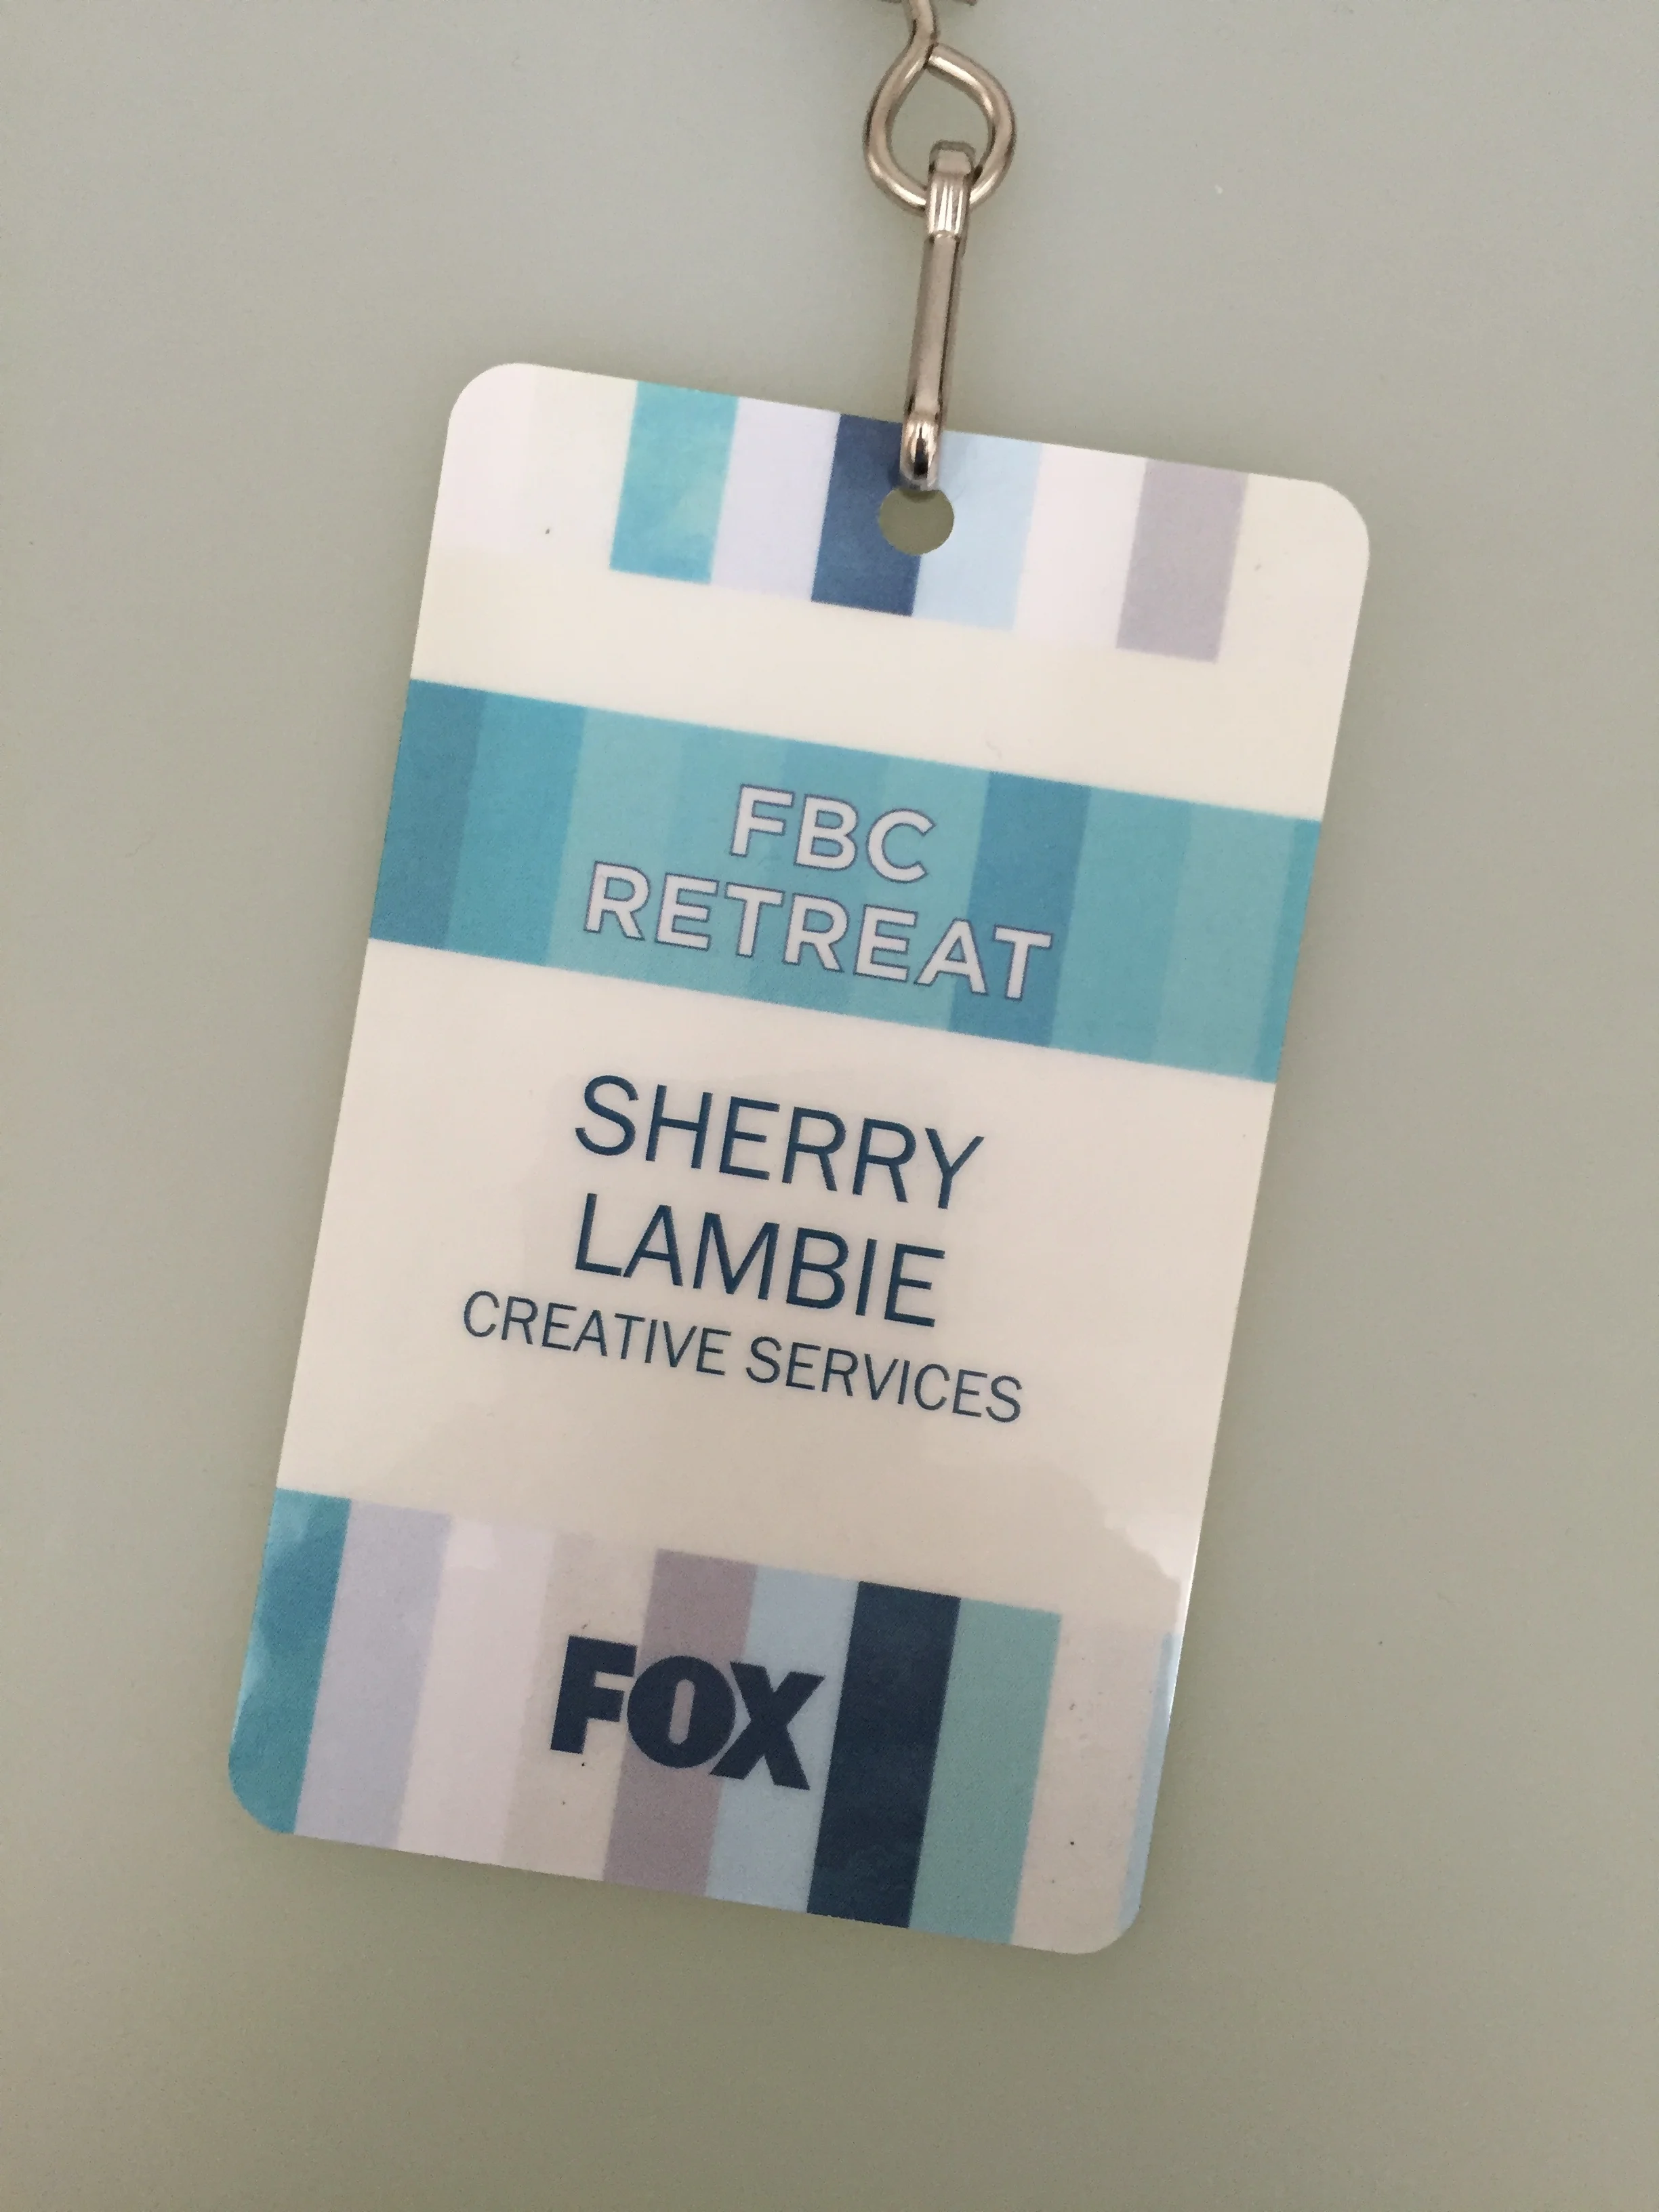 FBC
RETREAT
SHERRY
LAMBIE
CREATIVE SERVICES
FOX